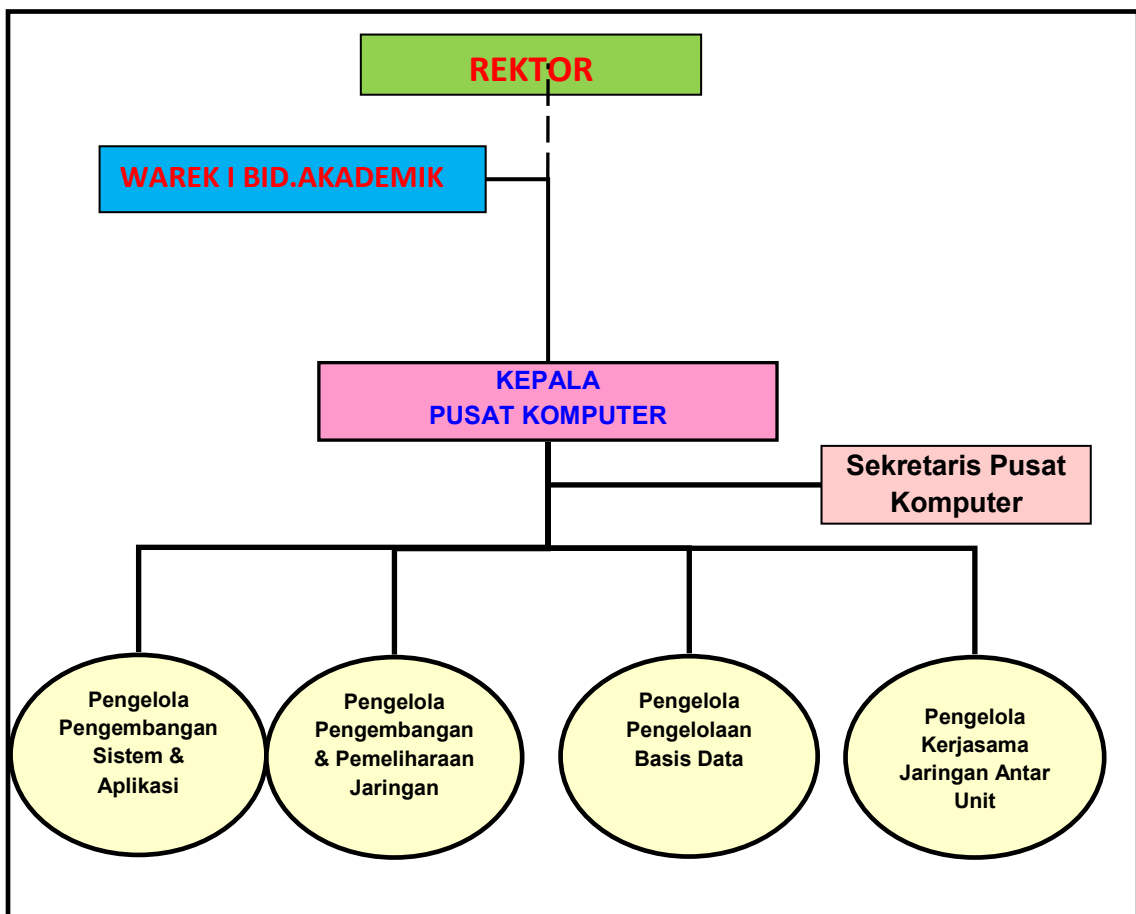 REKTOR
WAREK I BID.AKADEMIK
KEPALA
PUSAT KOMPUTER
Sekretaris Pusat
Komputer
Pengelola
Pengembangan
Sistem &
Aplikasi
Pengelola
Pengembangan
& Pemeliharaan
Jaringan
Pengelola
Pengelolaan
Basis Data
Pengelola
Kerjasama
Jaringan Antar
Unit